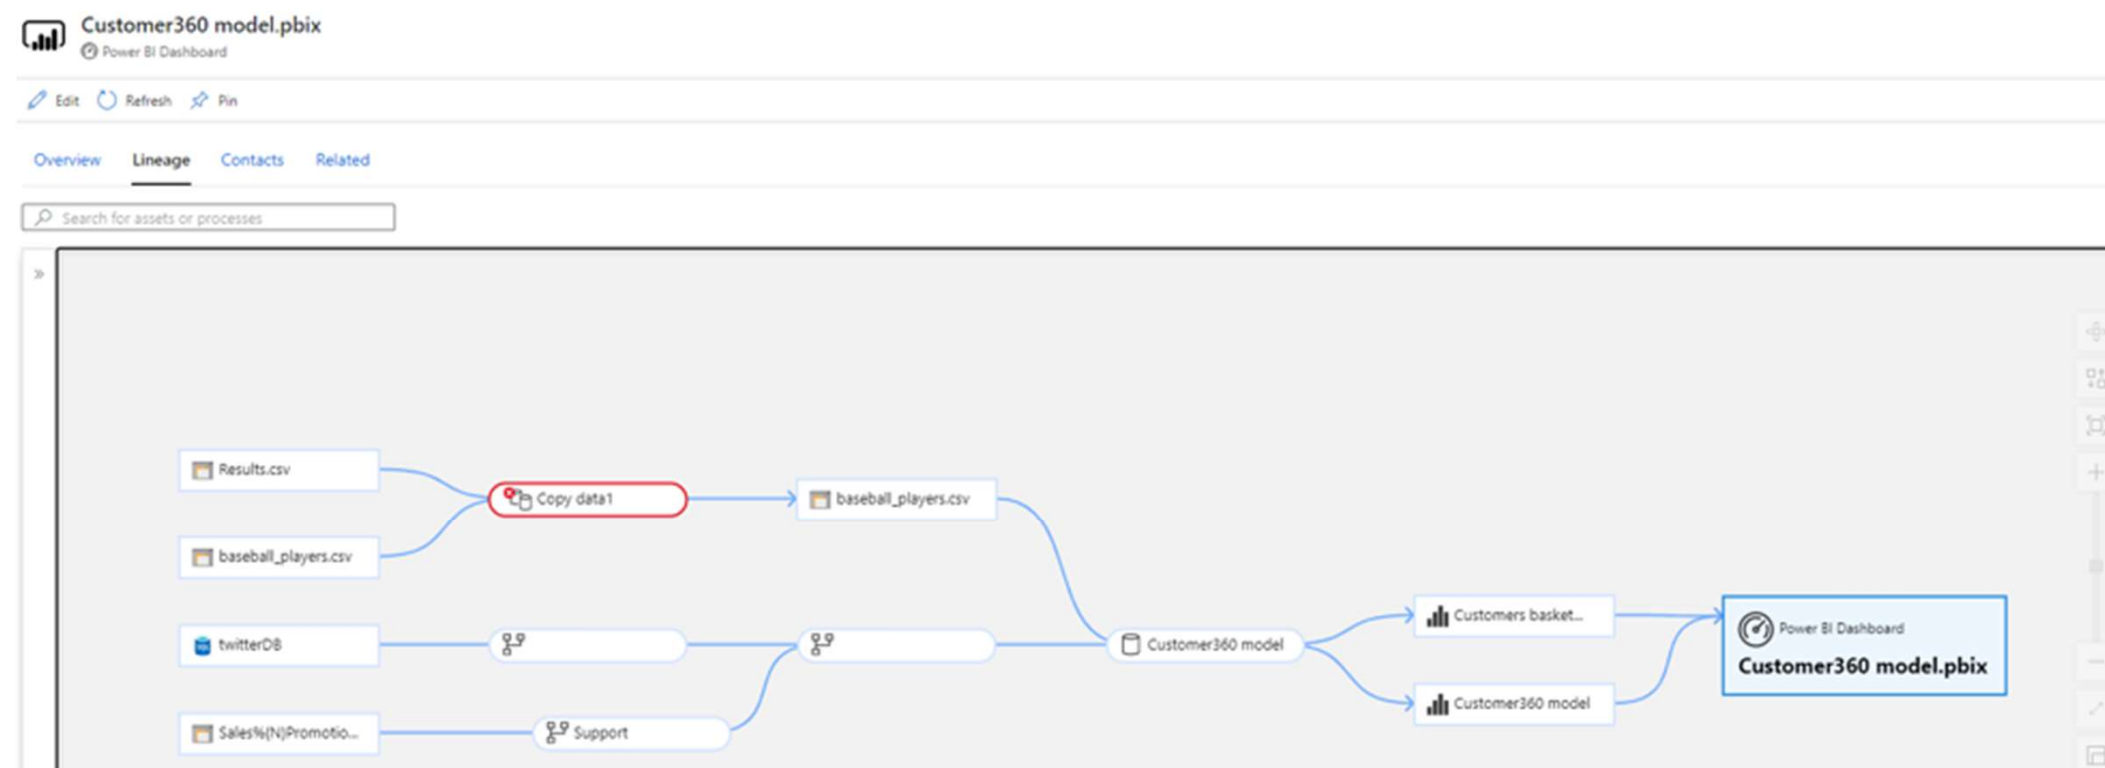 Customer360 model.pbix
Power BI Dashboard
Edit Refresh Pin
Overview Lineage Contacts Related
Search for assets or processes
»
Results.csv
Copy data1
baseball_players.csv
baseball_players.csv
twitterDB
Customer360 model
Customers basket...
Power BI Dashboard
Customer360 model.pbix
Customer360 model
Sales%(N)Promotio...
Support